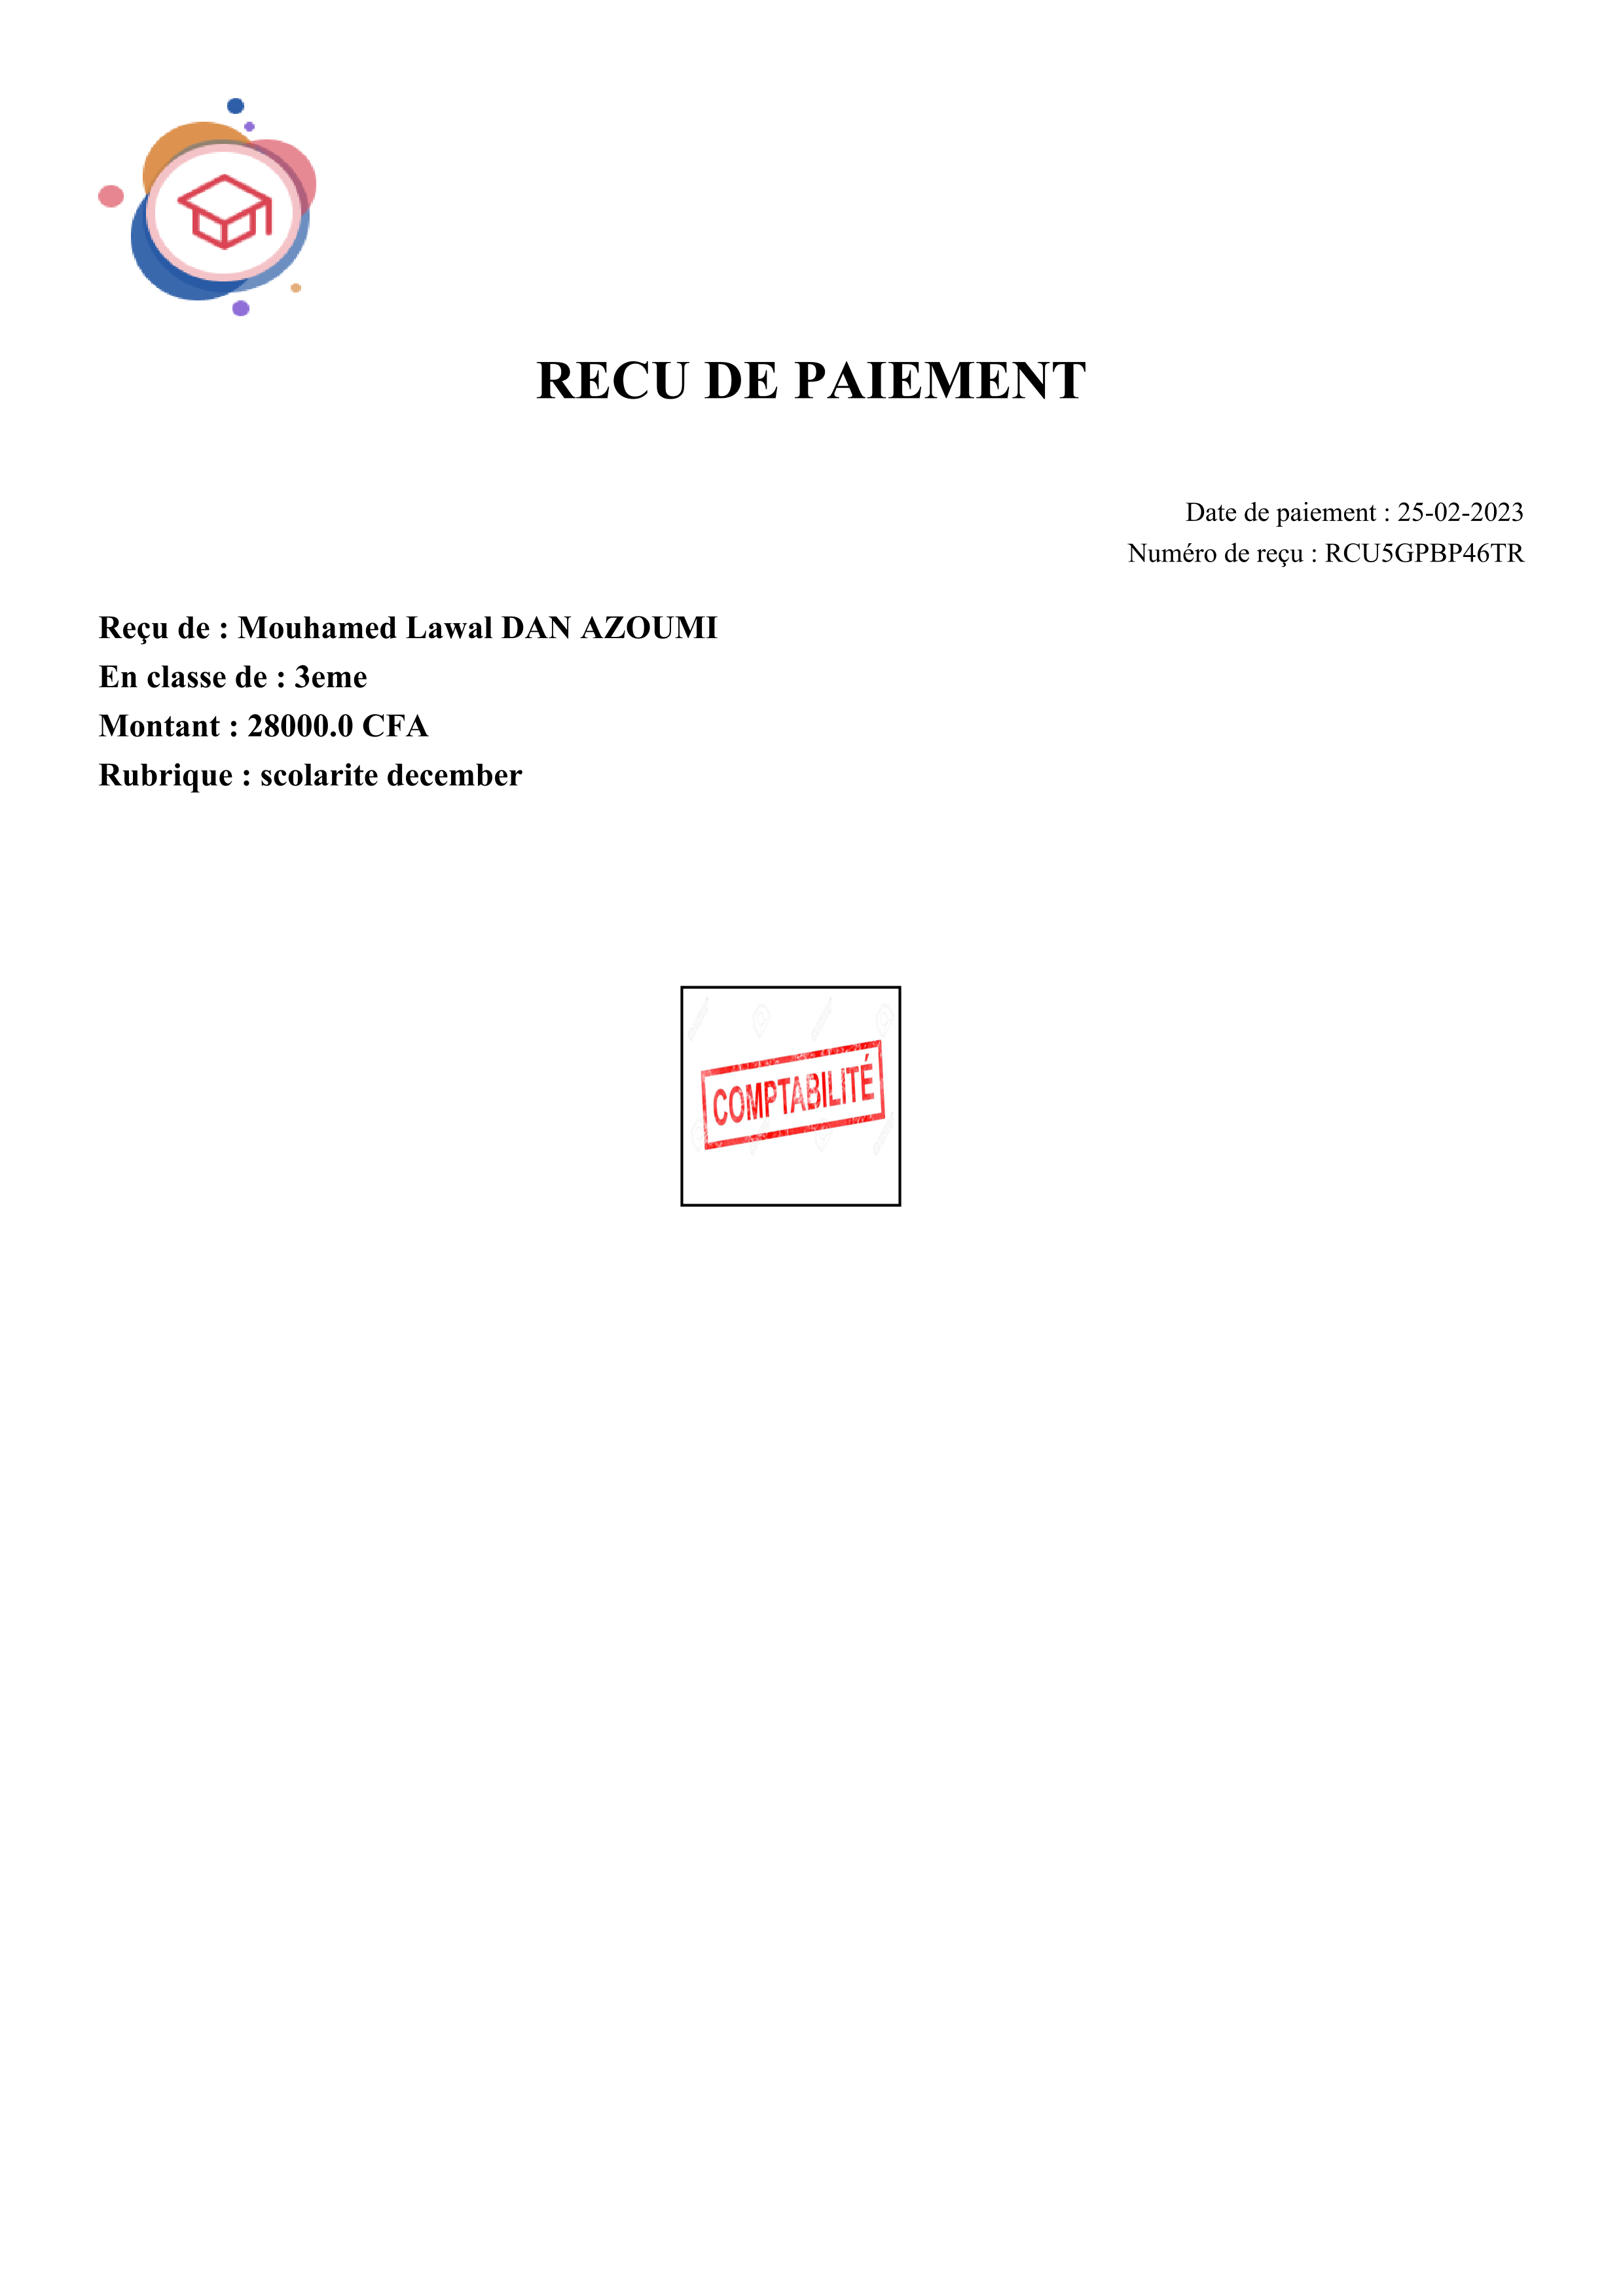 RECU DE PAIEMENT
Date de paiement : 25-02-2023
Numéro de reçu : RCU5GPBP46TR
Reçu de : Mouhamed Lawal DAN AZOUMI
En classe de : 3eme
Montant : 28000.0 CFA
Rubrique : scolarite december
COMPTABILITÉ